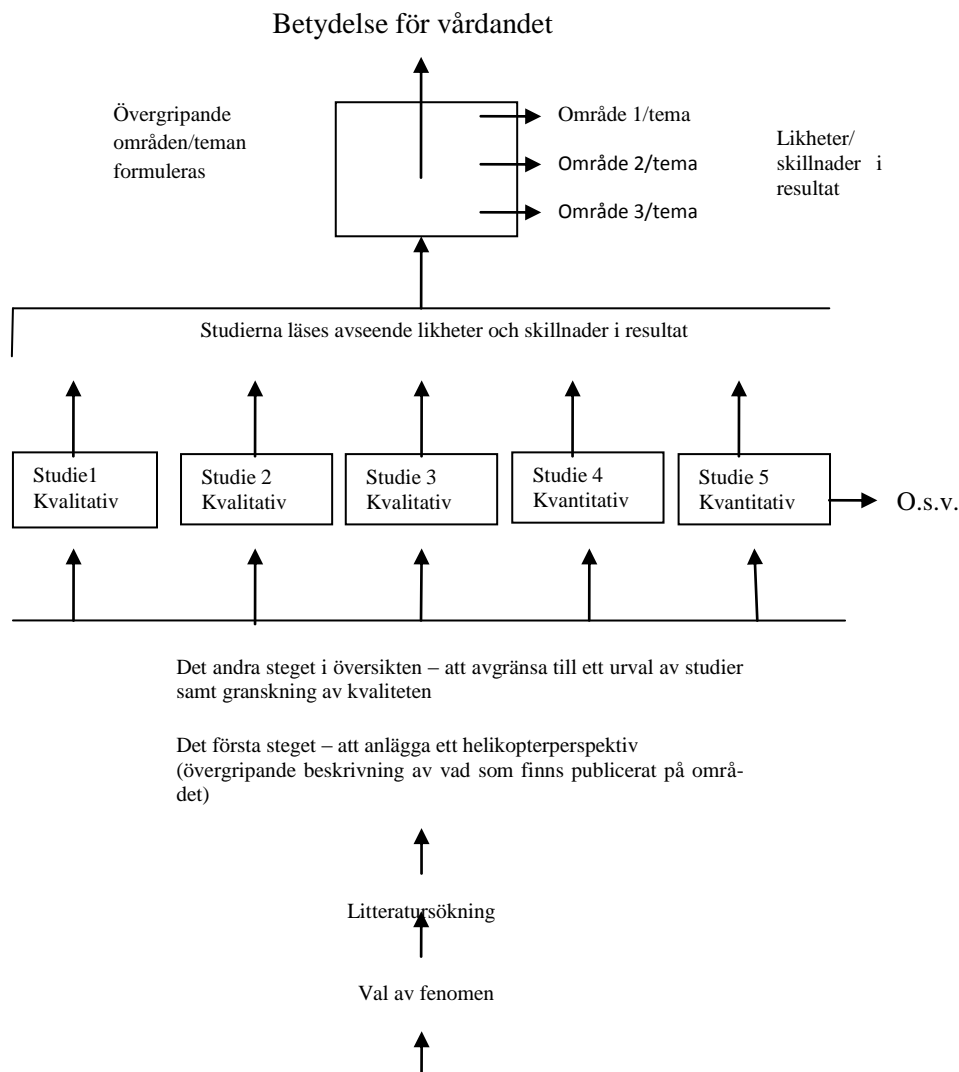 Betydelse för vårdandet
Övergripande
områden/teman
formuleras
Område 1/tema
Område 2/tema
Område 3/tema
Likheter/
skillnader i
resultat
Studierna läses avseende likheter och skillnader i resultat
Studie1
Kvalitativ
Studie 2
Kvalitativ
Studie 3
Kvalitativ
Studie 4
Kvantitativ
Studie 5
Kvantitativ
O.s.v.
Det andra steget i översikten – att avgränsa till ett urval av studier
samt granskning av kvaliteten
Det första steget – att anlägga ett helikopterperspektiv
(övergripande beskrivning av vad som finns publicerat på områ-
det)
Litteratursökning
Val av fenomen